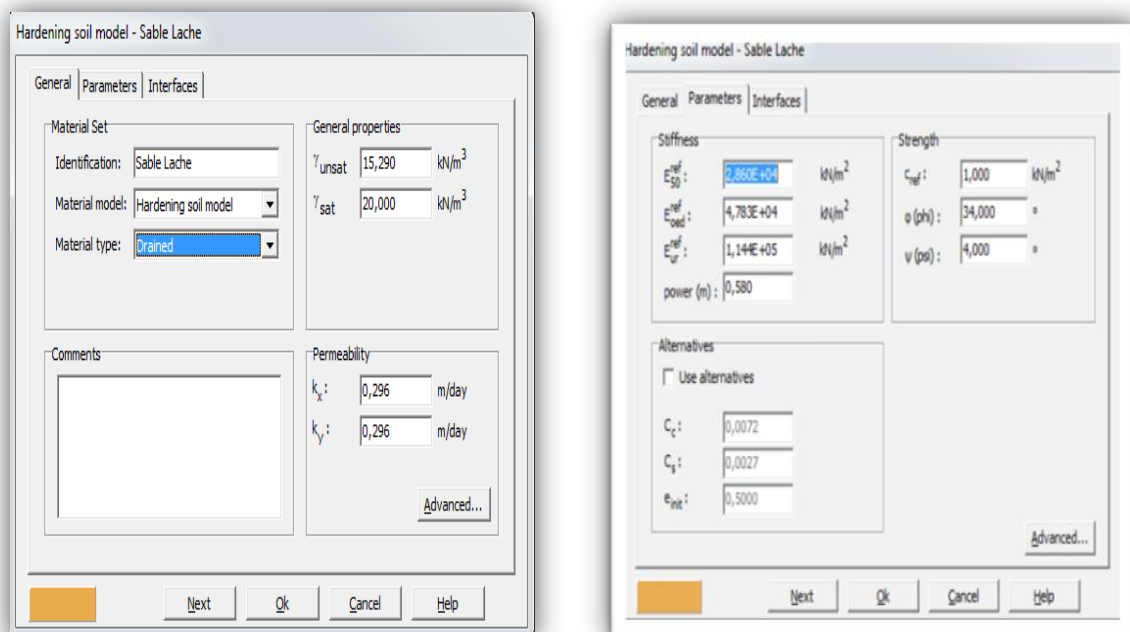 Hardening soil model - Sable Lache
General Parameters Interfaces
Material Set
Identification: Sable Lache
Material model: Hardening soil model
Material type: Drained
General properties
γunsat 15,290 kN/m³
γsat 20,000 kN/m³
Comments
Permeability
kx: 0,296 m/day
ky: 0,296 m/day
Advanced...
Next Ok Cancel Help
Hardening soil model - Sable Lache
General Parameters Interfaces
Stiffness
E50ref: 2,860E+04 kN/m²
Eoedref: 4,783E+04 kN/m²
Eurref: 1,144E+05 kN/m²
power (m) : 0,580
Strength
cref: 1,000 kN/m²
φ (phi) : 34,000 °
ψ (psi) : 4,000 °
Alternatives
Use alternatives
Cc: 0,0072
Cs: 0,0027
einit: 0,5000
Advanced...
Next Ok Cancel Help